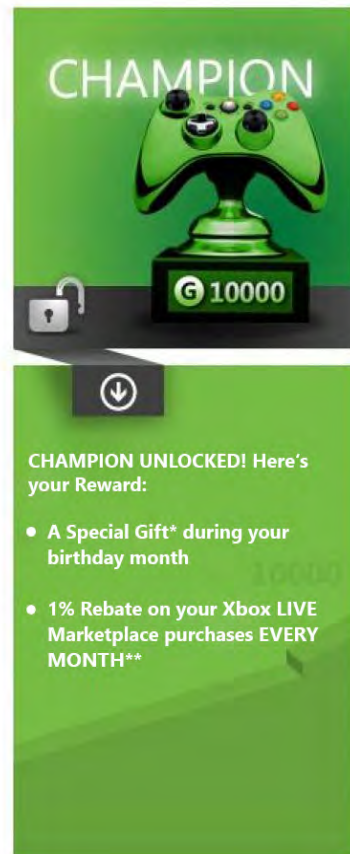 CHAMPION
G 10000
CHAMPION UNLOCKED! Here's
your Reward:
• A Special Gift* during your
birthday month
10000
• 1% Rebate on your Xbox LIVE
Marketplace purchases EVERY
MONTH**